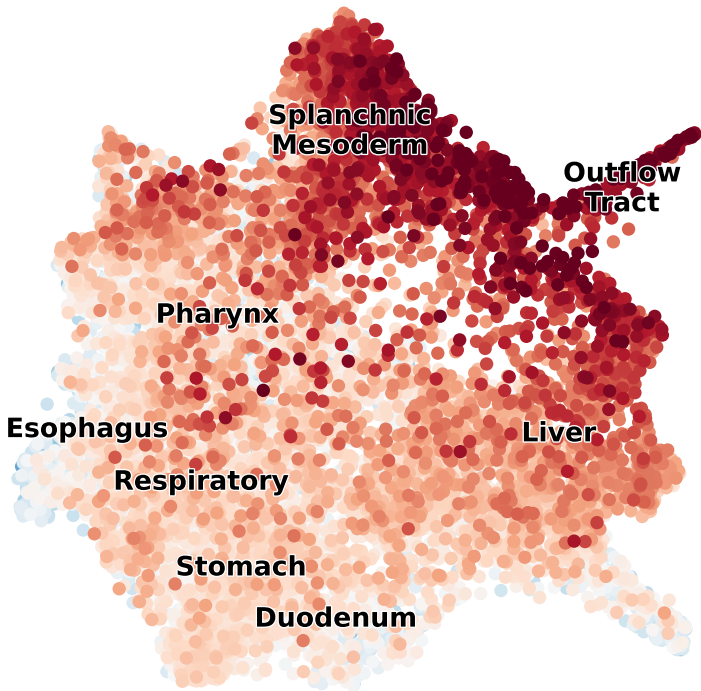 Splanchnic
Mesoderm
Outflow
Tract
Pharynx
Esophagus
Liver
Respiratory
Stomach
Duodenum